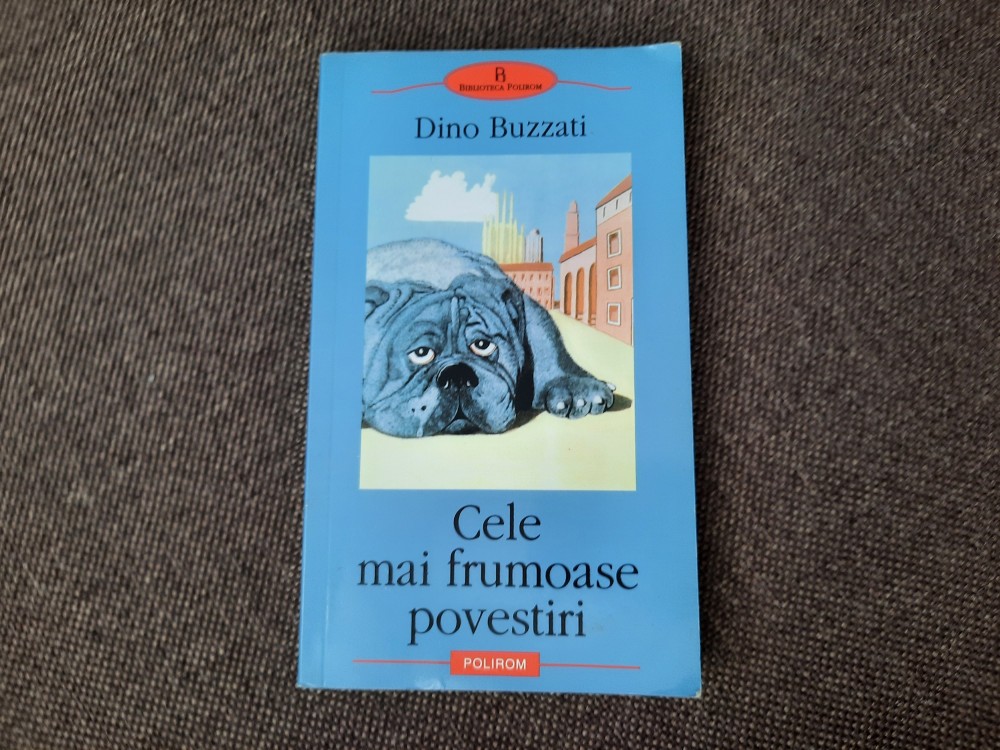 BIBLIOTECA POLIROM
Dino Buzzati
Cele
mai frumoase
povestiri
POLIROM